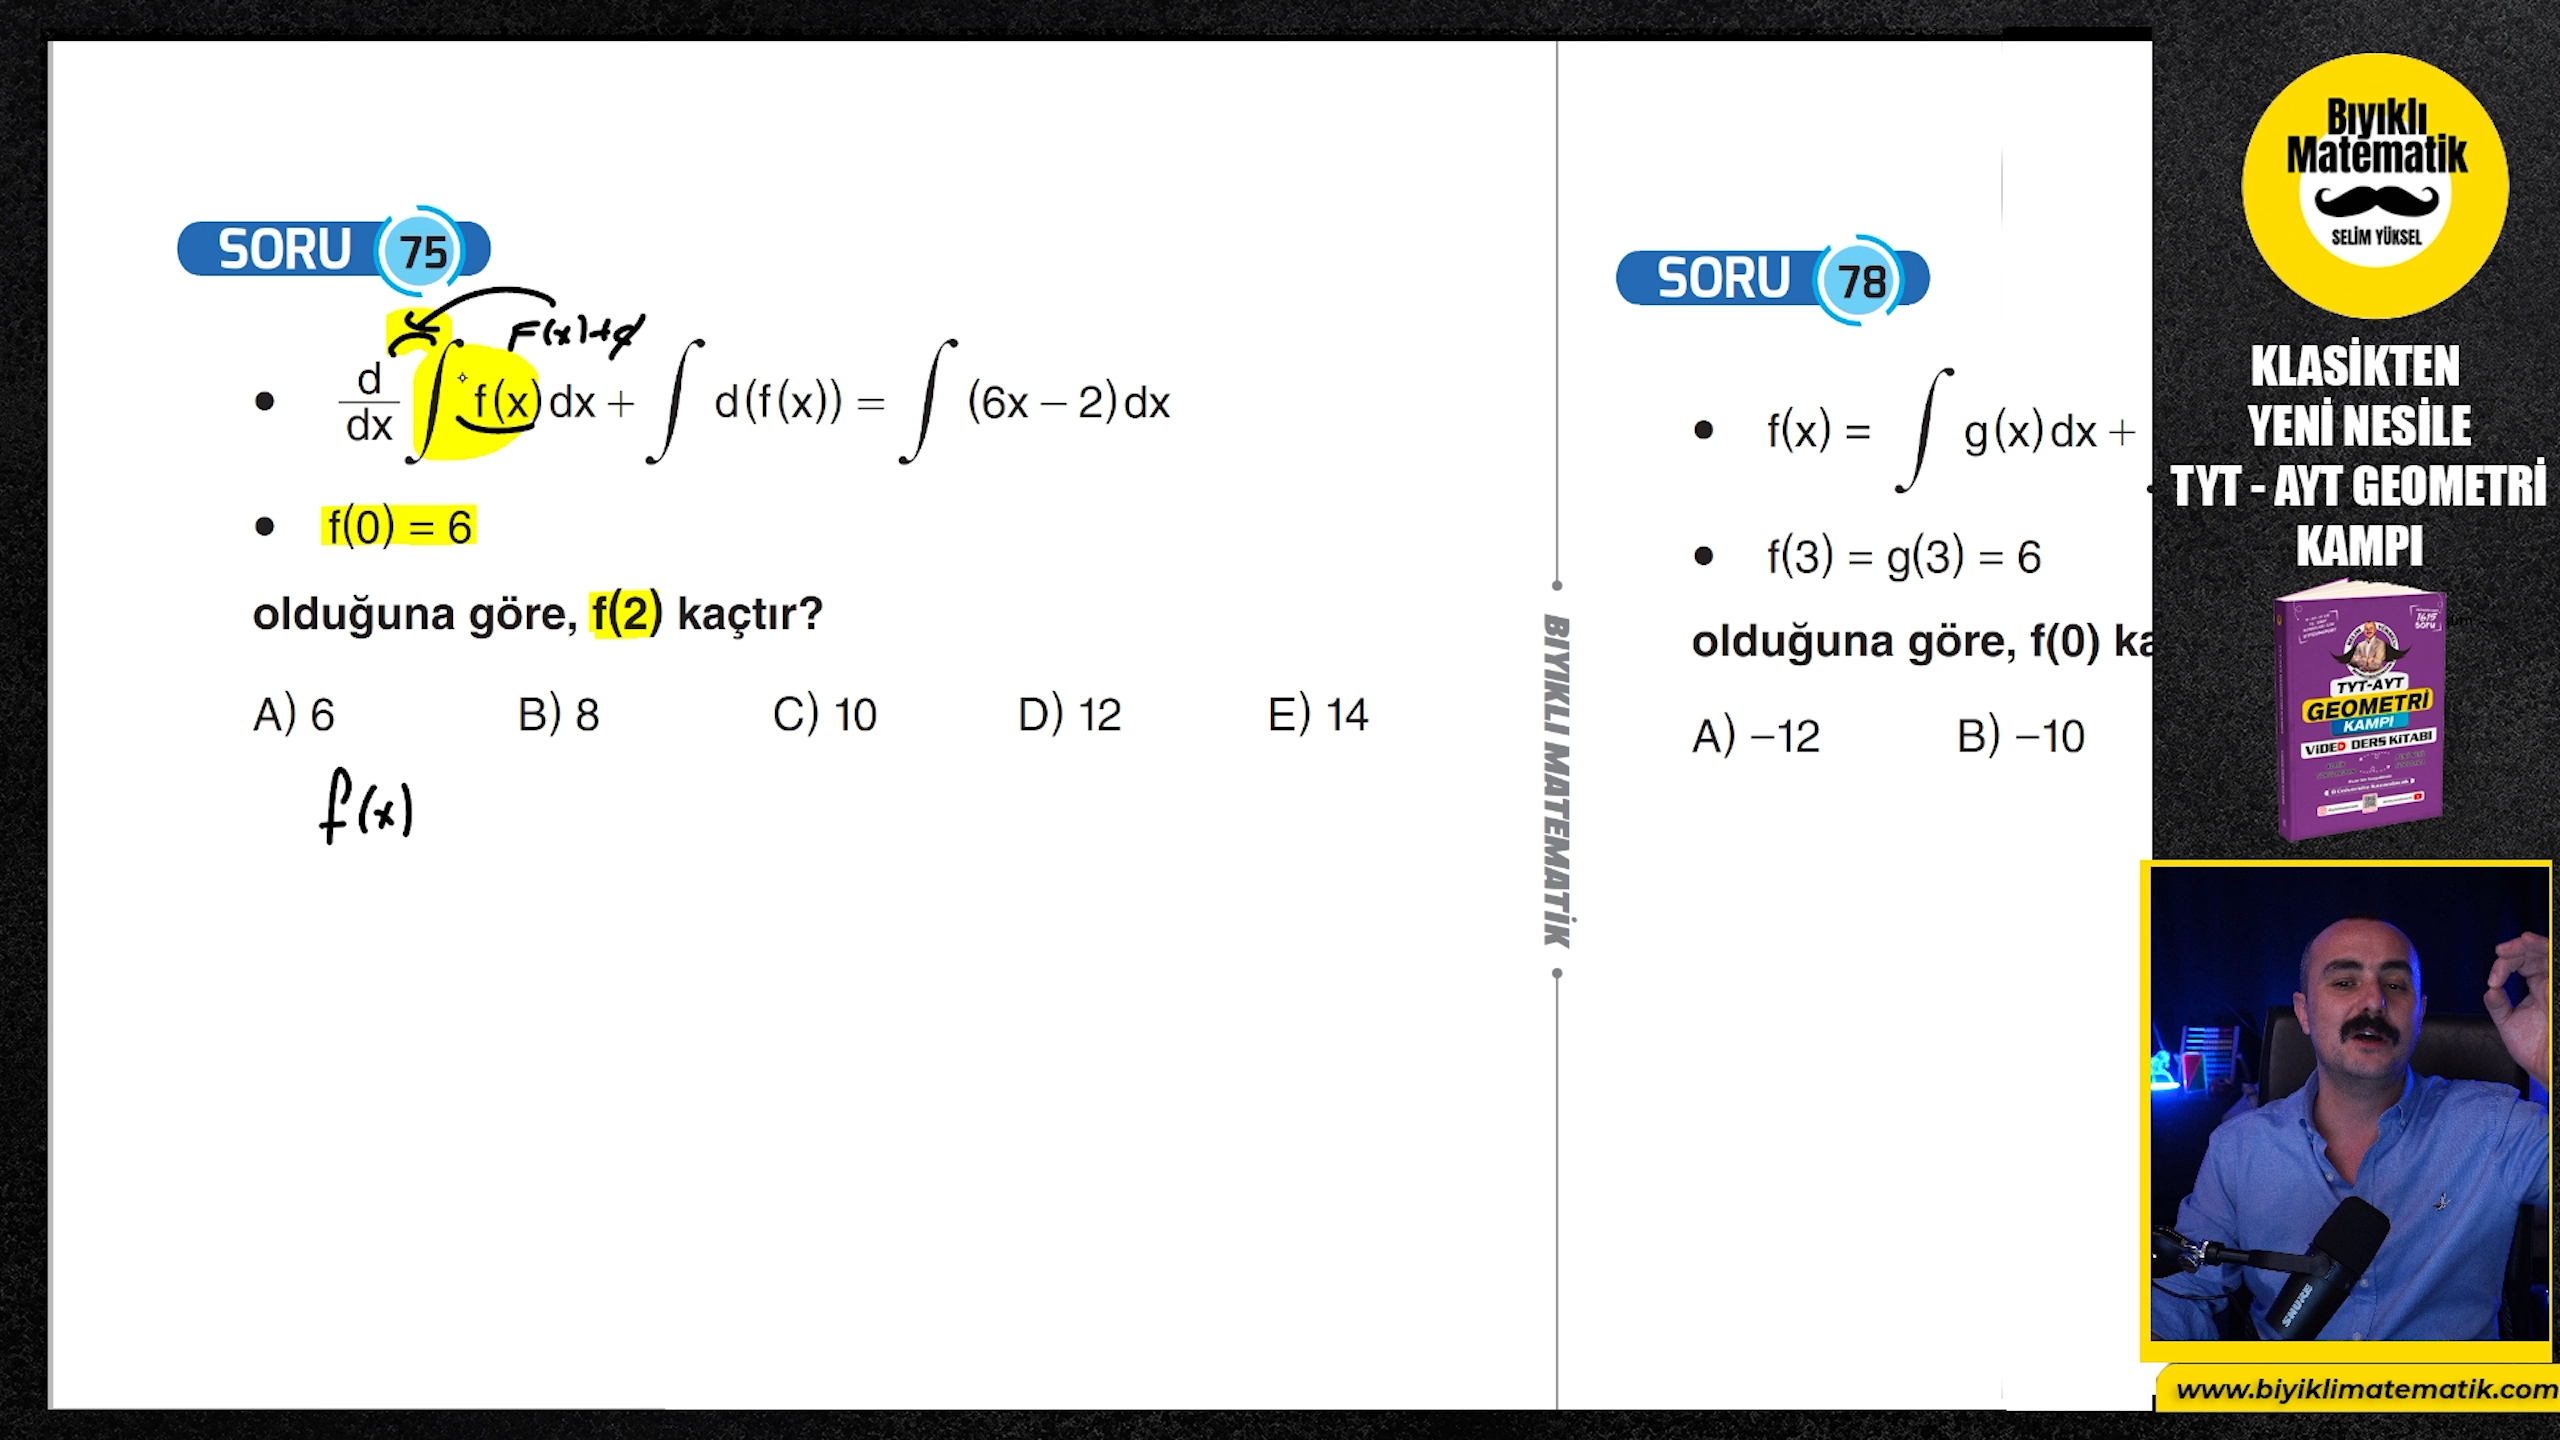 SORU 75
F(x)+c
• d/dx ∫ f(x)dx + ∫ d(f(x)) = ∫ (6x – 2)dx
• f(0) = 6
olduğuna göre, f(2) kaçtır?
A) 6 B) 8 C) 10 D) 12 E) 14
f(x)
BIYIKLI MATEMATİK
SORU 78
• f(x) = ∫ g(x)dx +
• f(3) = g(3) = 6
olduğuna göre, f(0) ka
A) –12 B) –10
Bıyıklı
Matematik
SELİM YÜKSEL
KLASİKTEN
YENİ NESİLE
TYT - AYT GEOMETRİ
KAMPI
1615
soru
TYT-AYT
GEOMETRİ
KAMPI
VİDEO DERS KİTABI
SHURE
www.biyiklimatematik.com